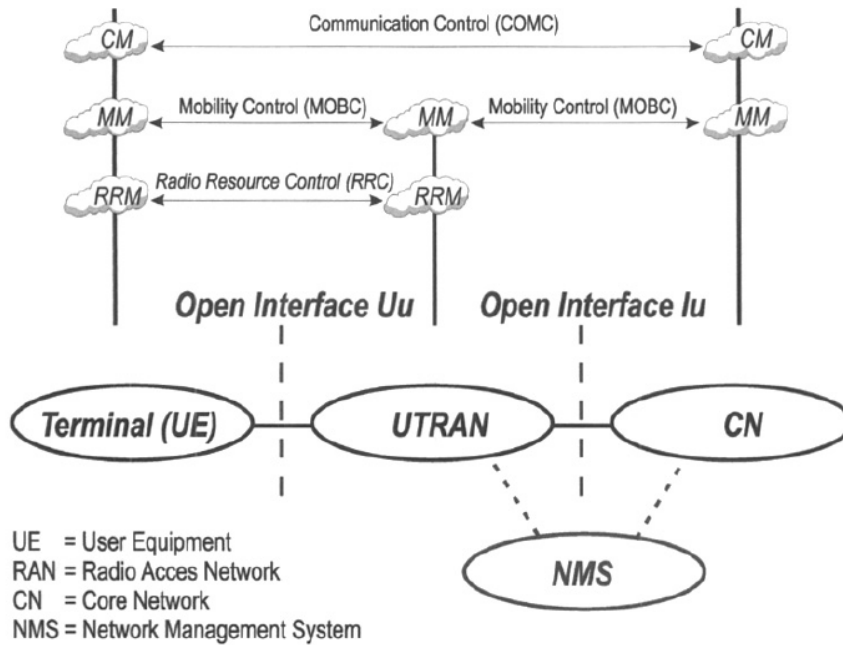 Communication Control (COMC)
CM CM
Mobility Control (MOBC) Mobility Control (MOBC)
MM MM MM
Radio Resource Control (RRC)
RRM RRM
Open Interface Uu Open Interface Iu
Terminal (UE) UTRAN CN
NMS
UE = User Equipment
RAN = Radio Acces Network
CN = Core Network
NMS = Network Management System